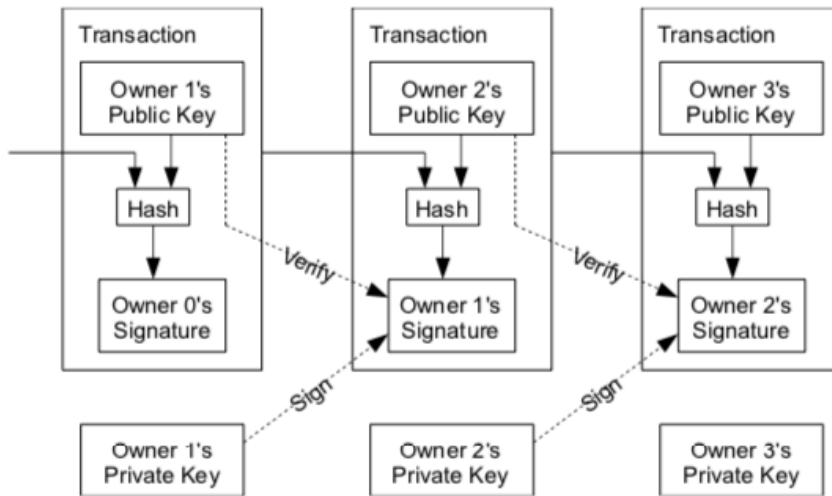 Transaction
Owner 1's
Public Key
Hash
Owner 0's
Signature
Owner 1's
Private Key
Transaction
Owner 2's
Public Key
Hash
Verify
Owner 1's
Signature
Sign
Owner 2's
Private Key
Transaction
Owner 3's
Public Key
Hash
Verify
Owner 2's
Signature
Sign
Owner 3's
Private Key